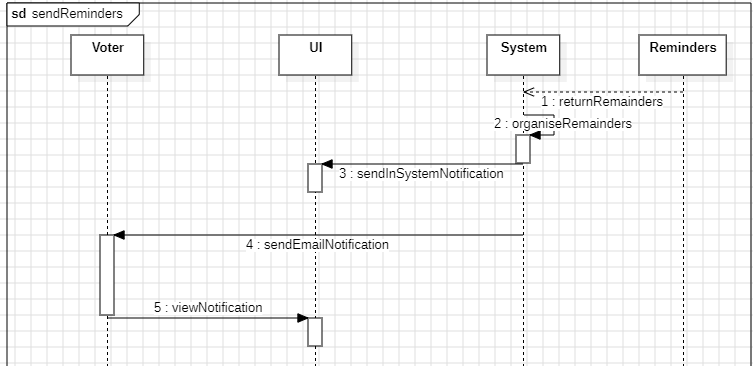 sd sendReminders
Voter
UI
System
Reminders
1 : returnRemainders
2 : organiseRemainders
3 : sendInSystemNotification
4 : sendEmailNotification
5 : viewNotification